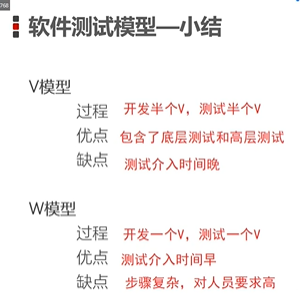 760
软件测试模型—小结
V模型
过程 开发半个V，测试半个V
优点 包含了底层测试和高层测试
缺点 测试介入时间晚
W模型
过程 开发一个V，测试一个V
优点 测试介入时间早
缺点 步骤复杂，对人员要求高